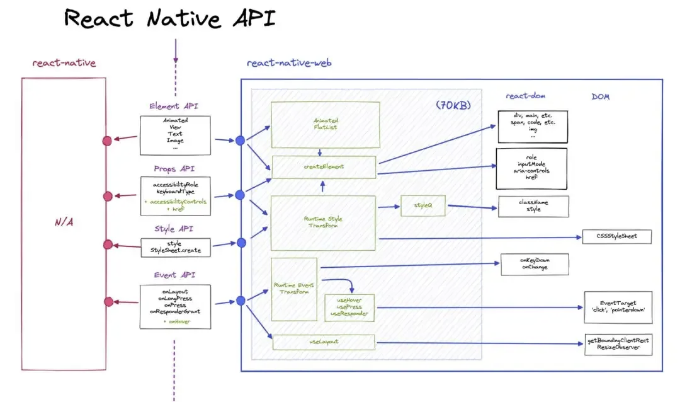 React Native API
react-native
react-native-web
Element API
Animated
View
Text
Image
...
Props API
accessibilityRole
keyboardType
+ accessibilityControls
+ href
Style API
style
StyleSheet.create
Event API
onLayout
onLongPress
onPress
onResponderGrant
+ onHover
N/A
(70KB)
Animated
FlatList
createElement
Runtime Style
Transform
styleQ
Runtime Event
Transform
useHover
usePress
useResponder
useLayout
react-dom
div, main, etc.
span, code, etc.
img
...
role
inputMode
aria-controls
href
className
style
onKeyDown
onChange
DOM
CSSStyleSheet
EventTarget
'click', 'pointerdown'
getBoundingClientRect
ResizeObserver